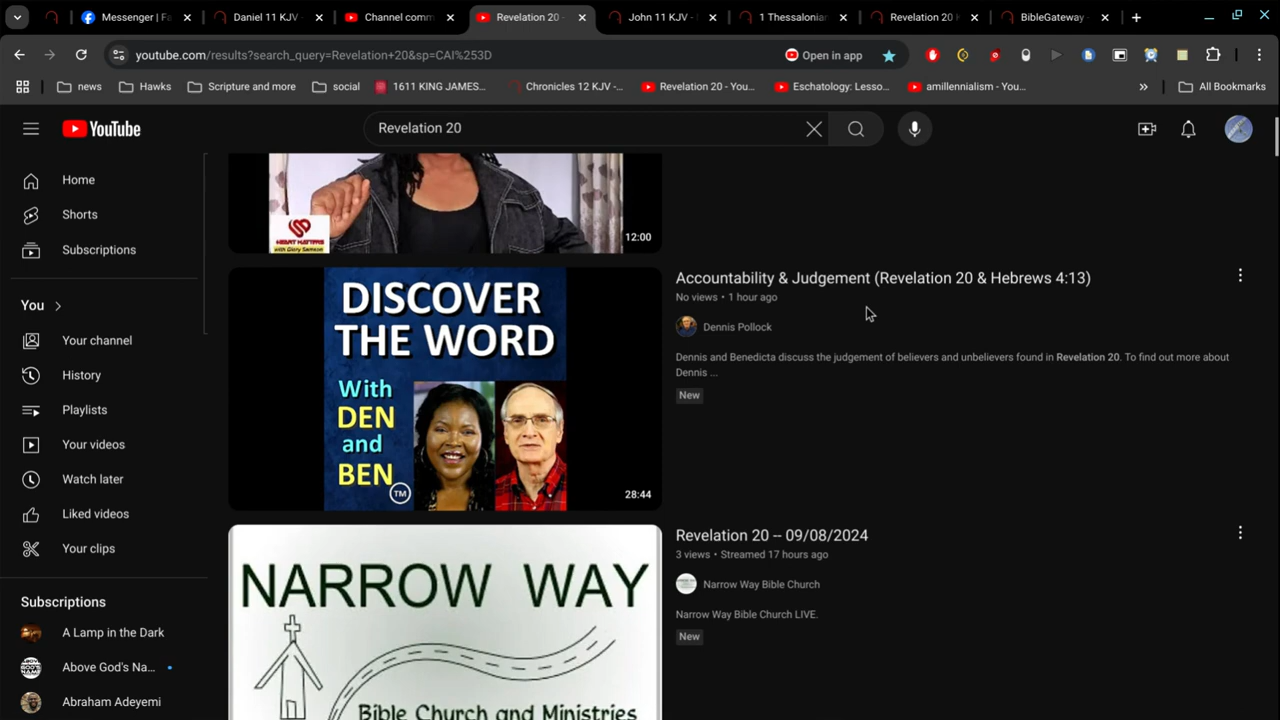 Messenger | Fa
Daniel 11 KJV
Channel comm
Revelation 20 -
John 11 KJV -
1 Thessalonian
Revelation 20 K
BibleGateway -
youtube.com/results?search_query=Revelation+20&sp=CAI%253D
Open in app
news
Hawks
Scripture and more
social
1611 KING JAMES...
Chronicles 12 KJV -...
Revelation 20 - You...
Eschatology: Lesso...
amillennialism - You...
»
All Bookmarks
YouTube
Revelation 20
Home
Shorts
Subscriptions
You
Your channel
History
Playlists
Your videos
Watch later
Liked videos
Your clips
Subscriptions
A Lamp in the Dark
Above God's Na...
Abraham Adeyemi
HEART MATTERS
with Glory Samson
12:00
DISCOVER
THE WORD
With
DEN
and
BEN
TM
28:44
Accountability & Judgement (Revelation 20 & Hebrews 4:13)
No views • 1 hour ago
Dennis Pollock
Dennis and Benedicta discuss the judgement of believers and unbelievers found in Revelation 20. To find out more about
Dennis ...
New
NARROW WAY
Bible Church and Ministries
Revelation 20 -- 09/08/2024
3 views • Streamed 17 hours ago
Narrow Way Bible Church
Narrow Way Bible Church LIVE.
New